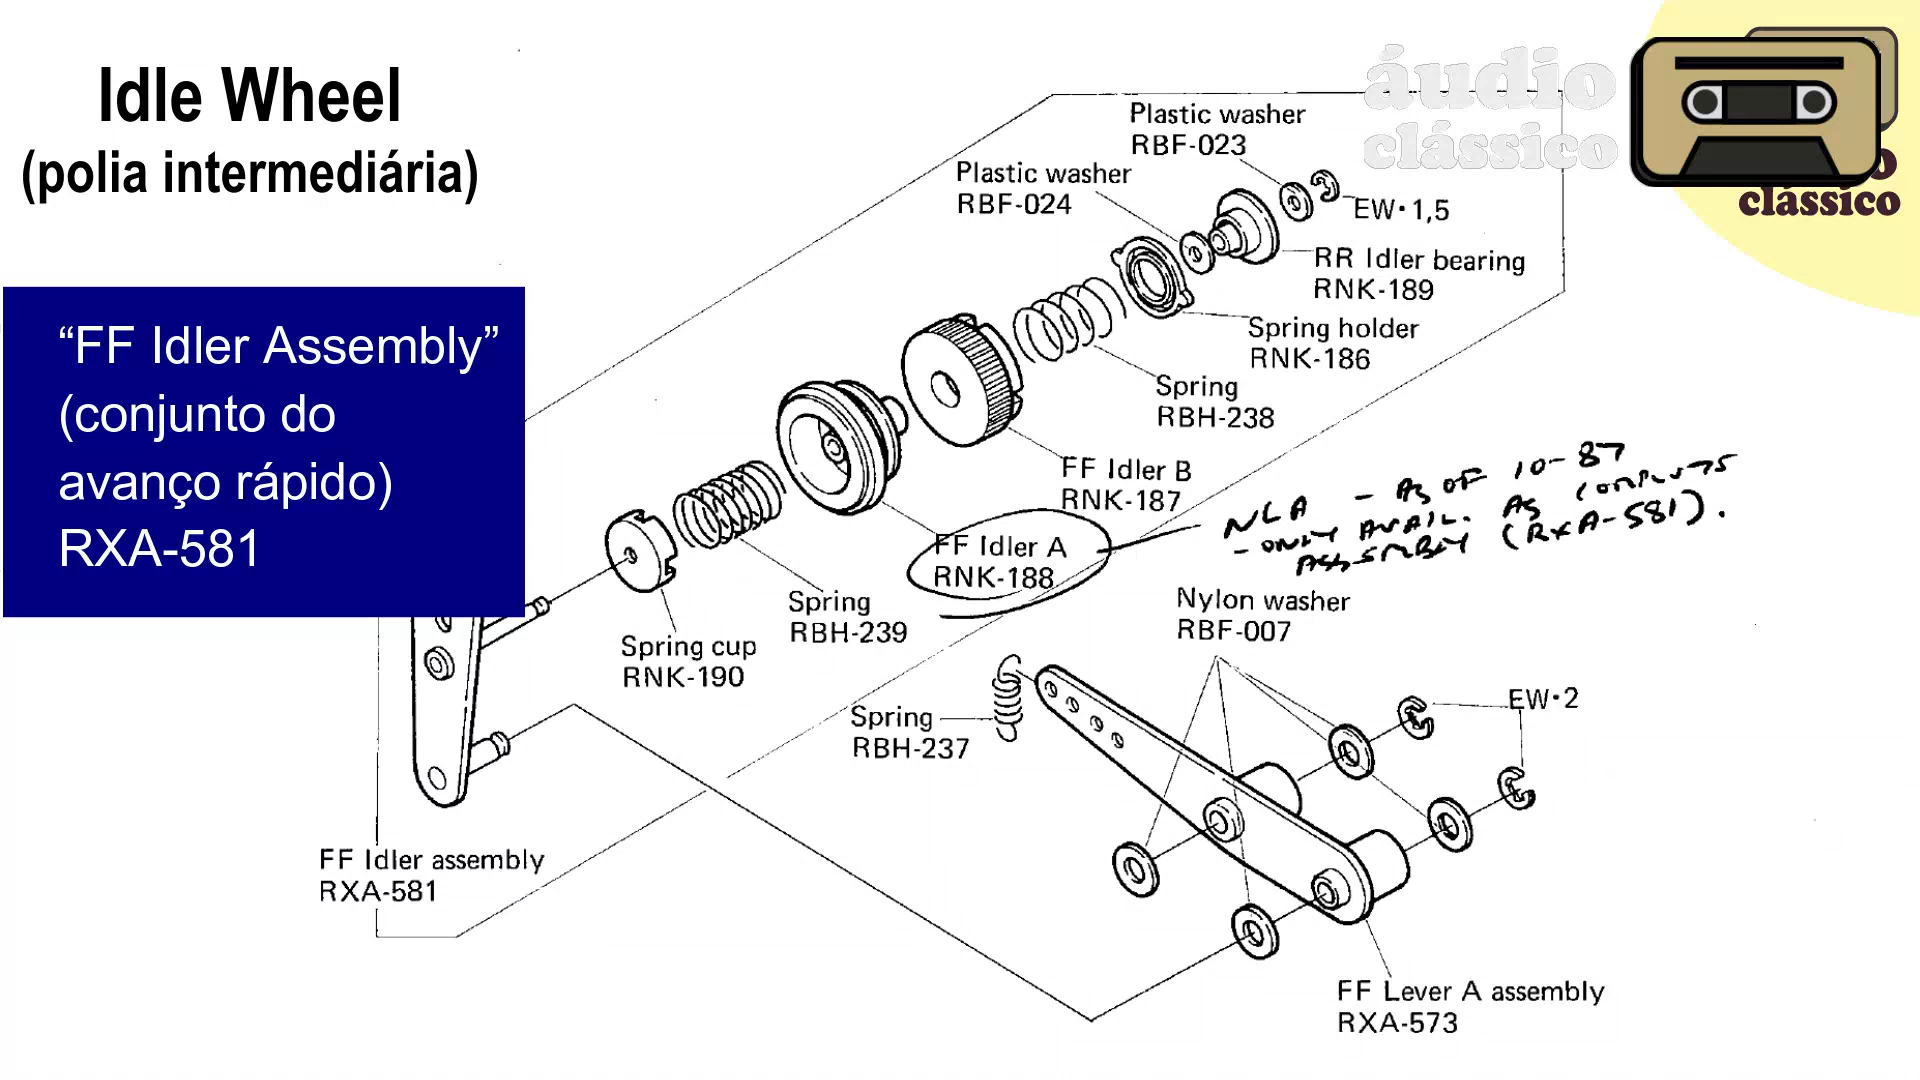 Idle Wheel
(polia intermediária)
“FF Idler Assembly”
(conjunto do
avanço rápido)
RXA-581
áudio
clássico
clássico
Plastic washer
RBF-023
Plastic washer
RBF-024
EW•1,5
RR Idler bearing
RNK-189
Spring holder
RNK-186
Spring
RBH-238
FF Idler B
RNK-187
FF Idler A
RNK-188
NLA - AS OF 10-87
- ONLY AVAIL. AS COMPLETE
ASSEMBLY (RXA-581).
Spring
RBH-239
Spring cup
RNK-190
Nylon washer
RBF-007
EW•2
Spring
RBH-237
FF Idler assembly
RXA-581
FF Lever A assembly
RXA-573